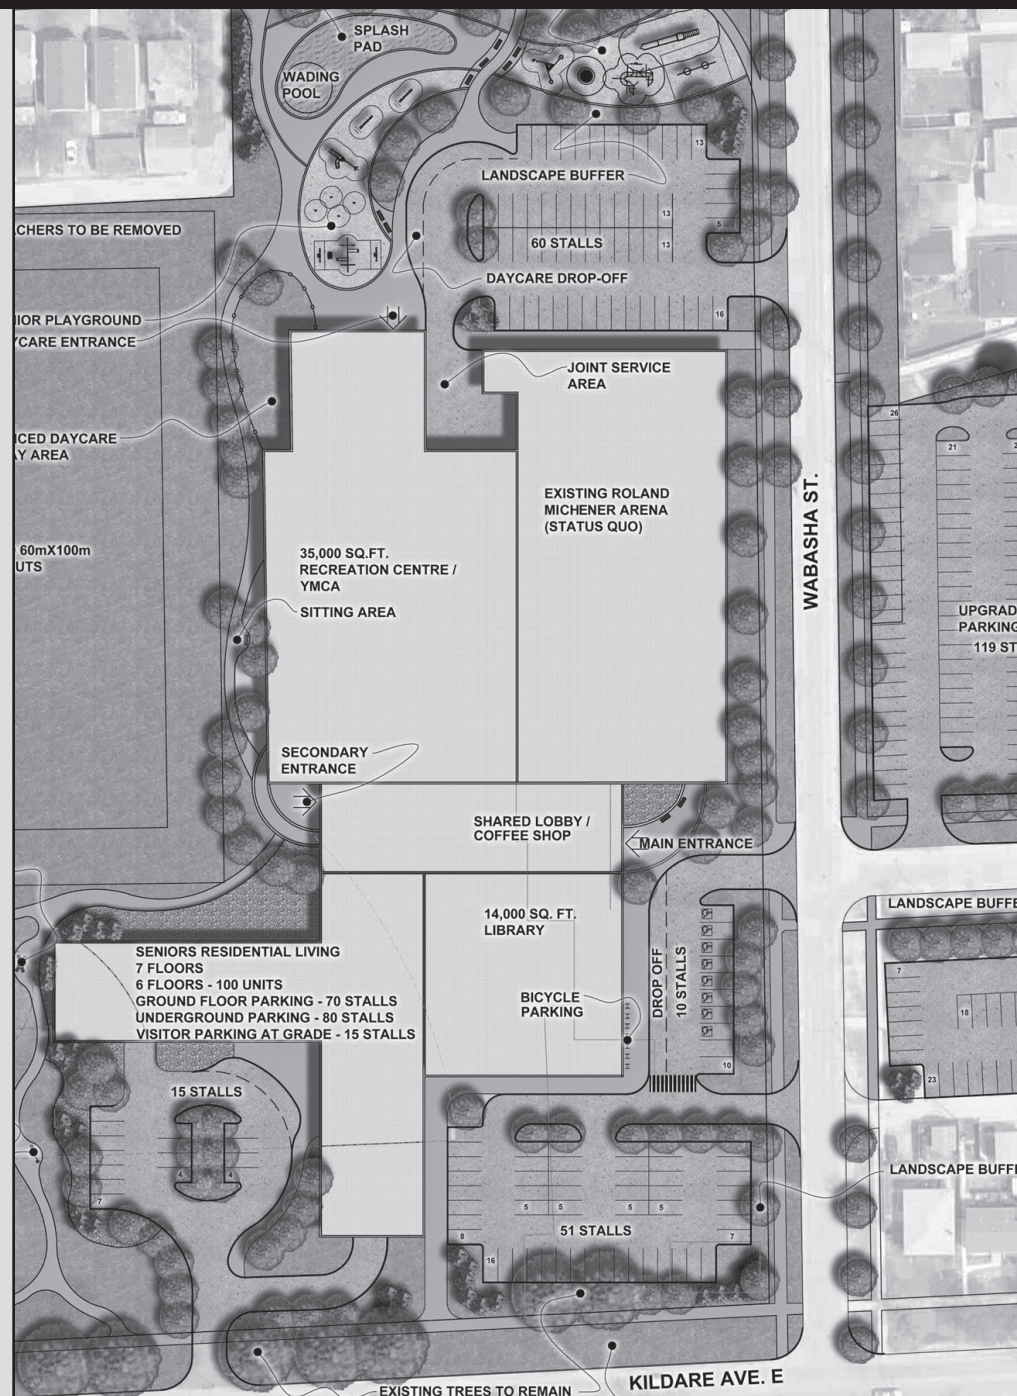 SPLASH
PAD
WADING
POOL
13
LANDSCAPE BUFFER
13
5
ACHERS TO BE REMOVED
60 STALLS
13
DAYCARE DROP-OFF
16
IOR PLAYGROUND
YCARE ENTRANCE
JOINT SERVICE
AREA
26
21
2
ICED DAYCARE
AY AREA
EXISTING ROLAND
MICHENER ARENA
(STATUS QUO)
WABASHA ST.
60mX100m
UTS
35,000 SQ.FT.
RECREATION CENTRE /
YMCA
SITTING AREA
UPGRAD
PARKING
119 ST
SECONDARY
ENTRANCE
SHARED LOBBY /
COFFEE SHOP
MAIN ENTRANCE
14,000 SQ. FT.
LIBRARY
LANDSCAPE BUFFE
SENIORS RESIDENTIAL LIVING
7 FLOORS
6 FLOORS - 100 UNITS
GROUND FLOOR PARKING - 70 STALLS
UNDERGROUND PARKING - 80 STALLS
VISITOR PARKING AT GRADE - 15 STALLS
BICYCLE
PARKING
DROP OFF
10 STALLS
7
18
10
23
15 STALLS
4
4
7
LANDSCAPE BUFFE
5
5
5
5
51 STALLS
8
7
16
EXISTING TREES TO REMAIN
KILDARE AVE. E